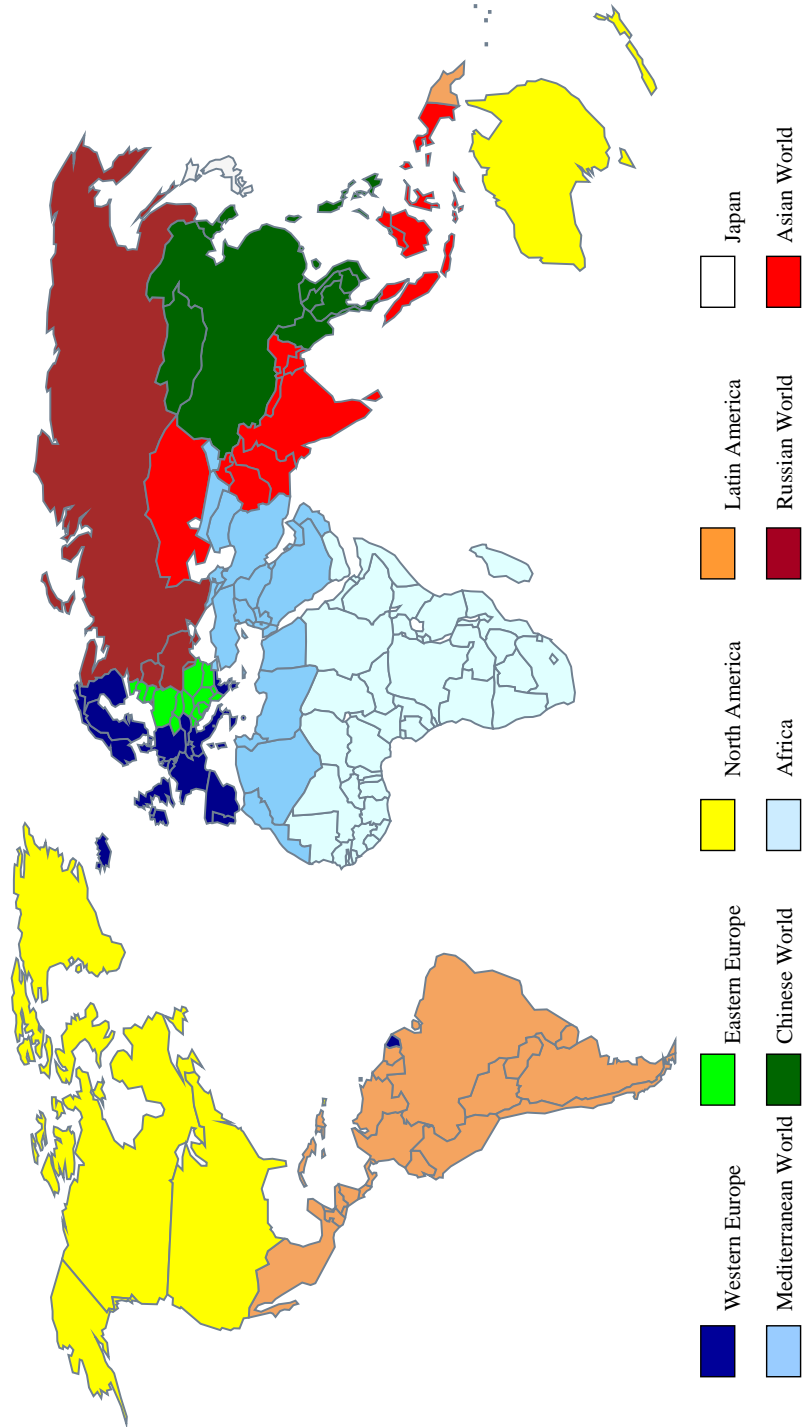 Western Europe Eastern Europe North America Latin America Japan
Mediterranean World Chinese World Africa Russian World Asian World